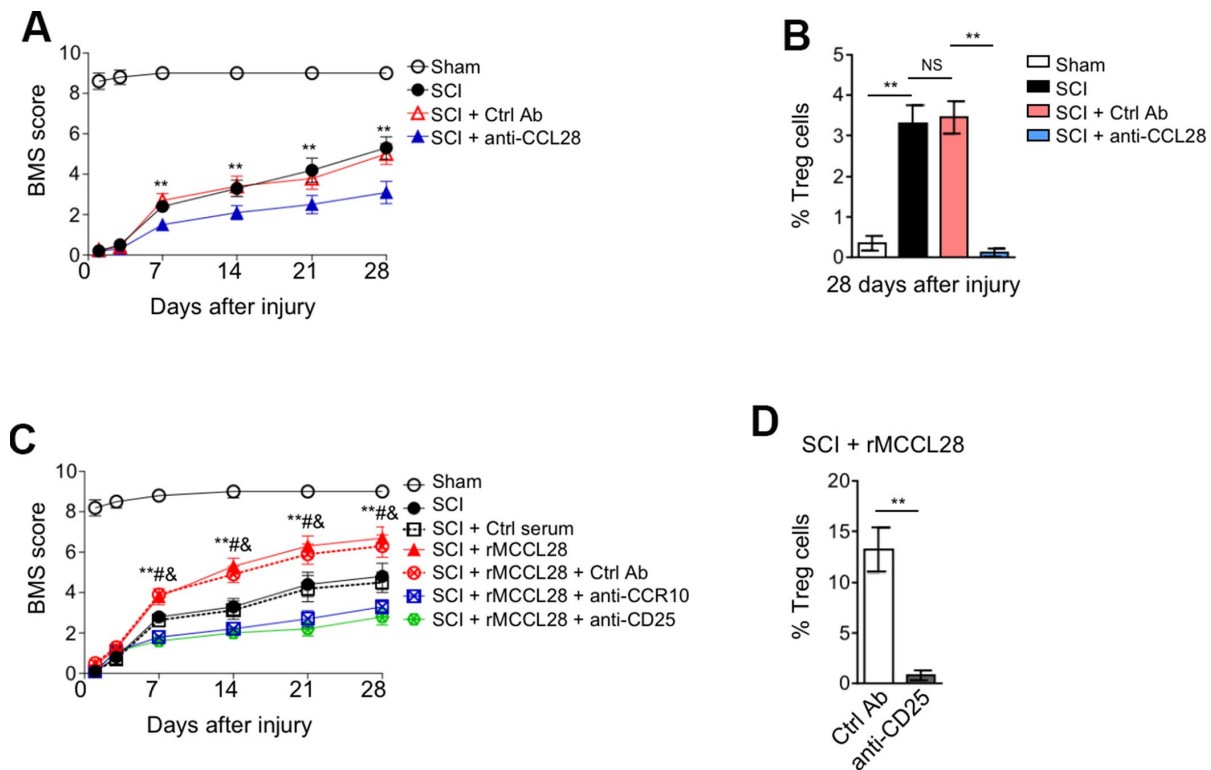 A
10
8
6
4
2
0
BMS score
0
7
14
21
28
Days after injury
**
**
**
**
Sham
SCI
SCI + Ctrl Ab
SCI + anti-CCL28
B
5
4
3
2
1
0
% Treg cells
**
NS
**
28 days after injury
Sham
SCI
SCI + Ctrl Ab
SCI + anti-CCL28
C
10
8
6
4
2
0
BMS score
0
7
14
21
28
Days after injury
**#&
**#&
**#&
**#&
Sham
SCI
SCI + Ctrl serum
SCI + rMCCL28
SCI + rMCCL28 + Ctrl Ab
SCI + rMCCL28 + anti-CCR10
SCI + rMCCL28 + anti-CD25
D
SCI + rMCCL28
20
15
10
5
0
% Treg cells
**
Ctrl Ab
anti-CD25